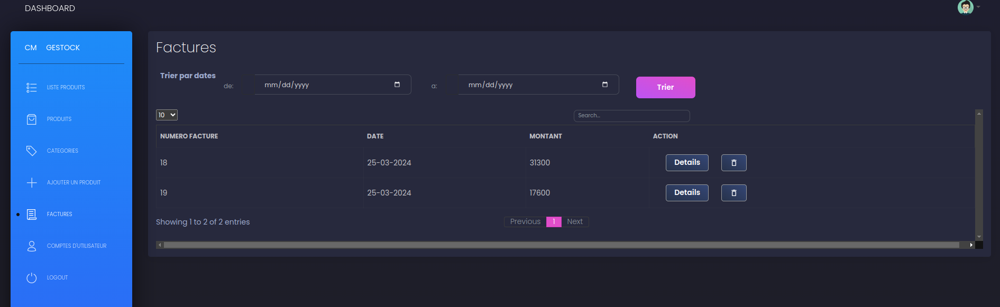 DASHBOARD
CM GESTOCK
LISTE PRODUITS
PRODUITS
CATEGORIES
AJOUTER UN PRODUIT
FACTURES
COMPTES D'UTILISATEUR
LOGOUT
Factures
Trier par dates
de: mm/dd/yyyy a: mm/dd/yyyy Trier
10 Search...
NUMERO FACTURE DATE MONTANT ACTION
18 25-03-2024 31300 Details
19 25-03-2024 17600 Details
Showing 1 to 2 of 2 entries Previous 1 Next